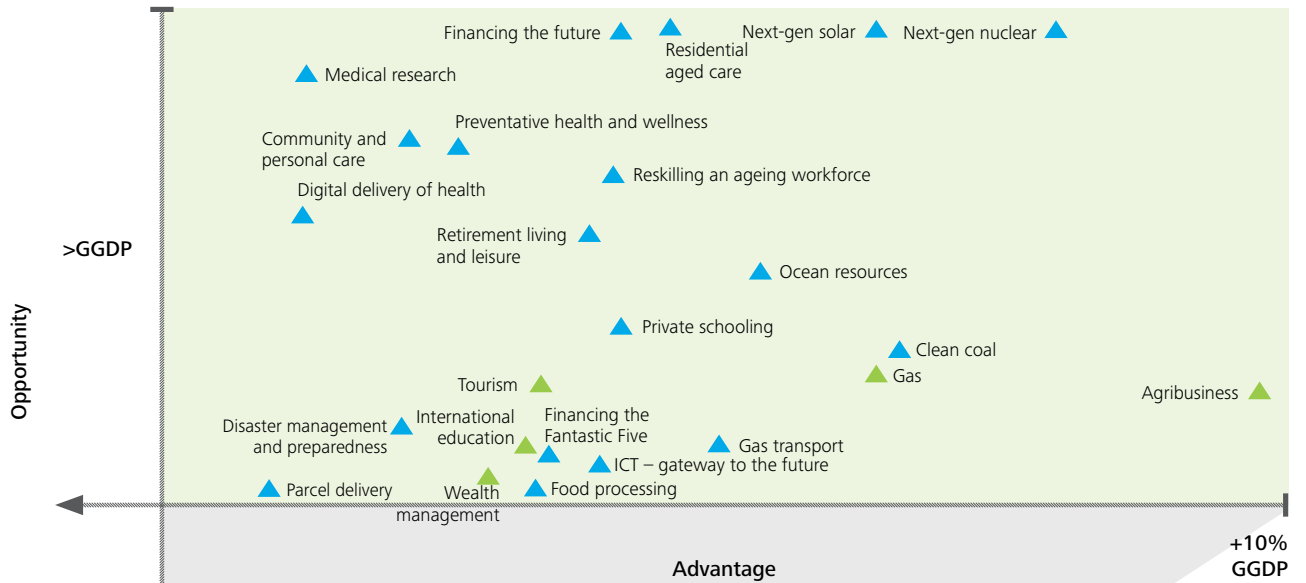 Financing the future
Residential
aged care
Next-gen solar
Next-gen nuclear
Medical research
Preventative health and wellness
Community and
personal care
Reskilling an ageing workforce
Digital delivery of health
Retirement living
and leisure
>GGDP
Ocean resources
Opportunity
Private schooling
Clean coal
Gas
Tourism
Agribusiness
Disaster management
and preparedness
International
education
Financing the
Fantastic Five
Gas transport
ICT – gateway to the future
Parcel delivery
Wealth
management
Food processing
Advantage
+10%
GGDP